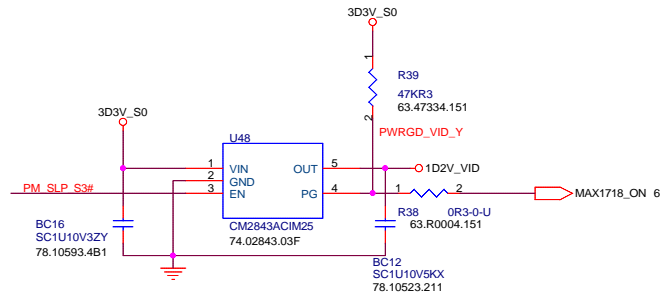 3D3V_S0
1
R39
47KR3
63.47334.151
2
PWRGD_VID_Y
3D3V_S0
U48
1
VIN
OUT
5
1D2V_VID
2
GND
PM_SLP_S3#
3
EN
PG
4
1
2
MAX1718_ON 6
R38
0R3-0-U
63.R0004.151
CM2843ACIM25
74.02843.03F
BC16
SC1U10V3ZY
78.10593.4B1
BC12
SC1U10V5KX
78.10523.211